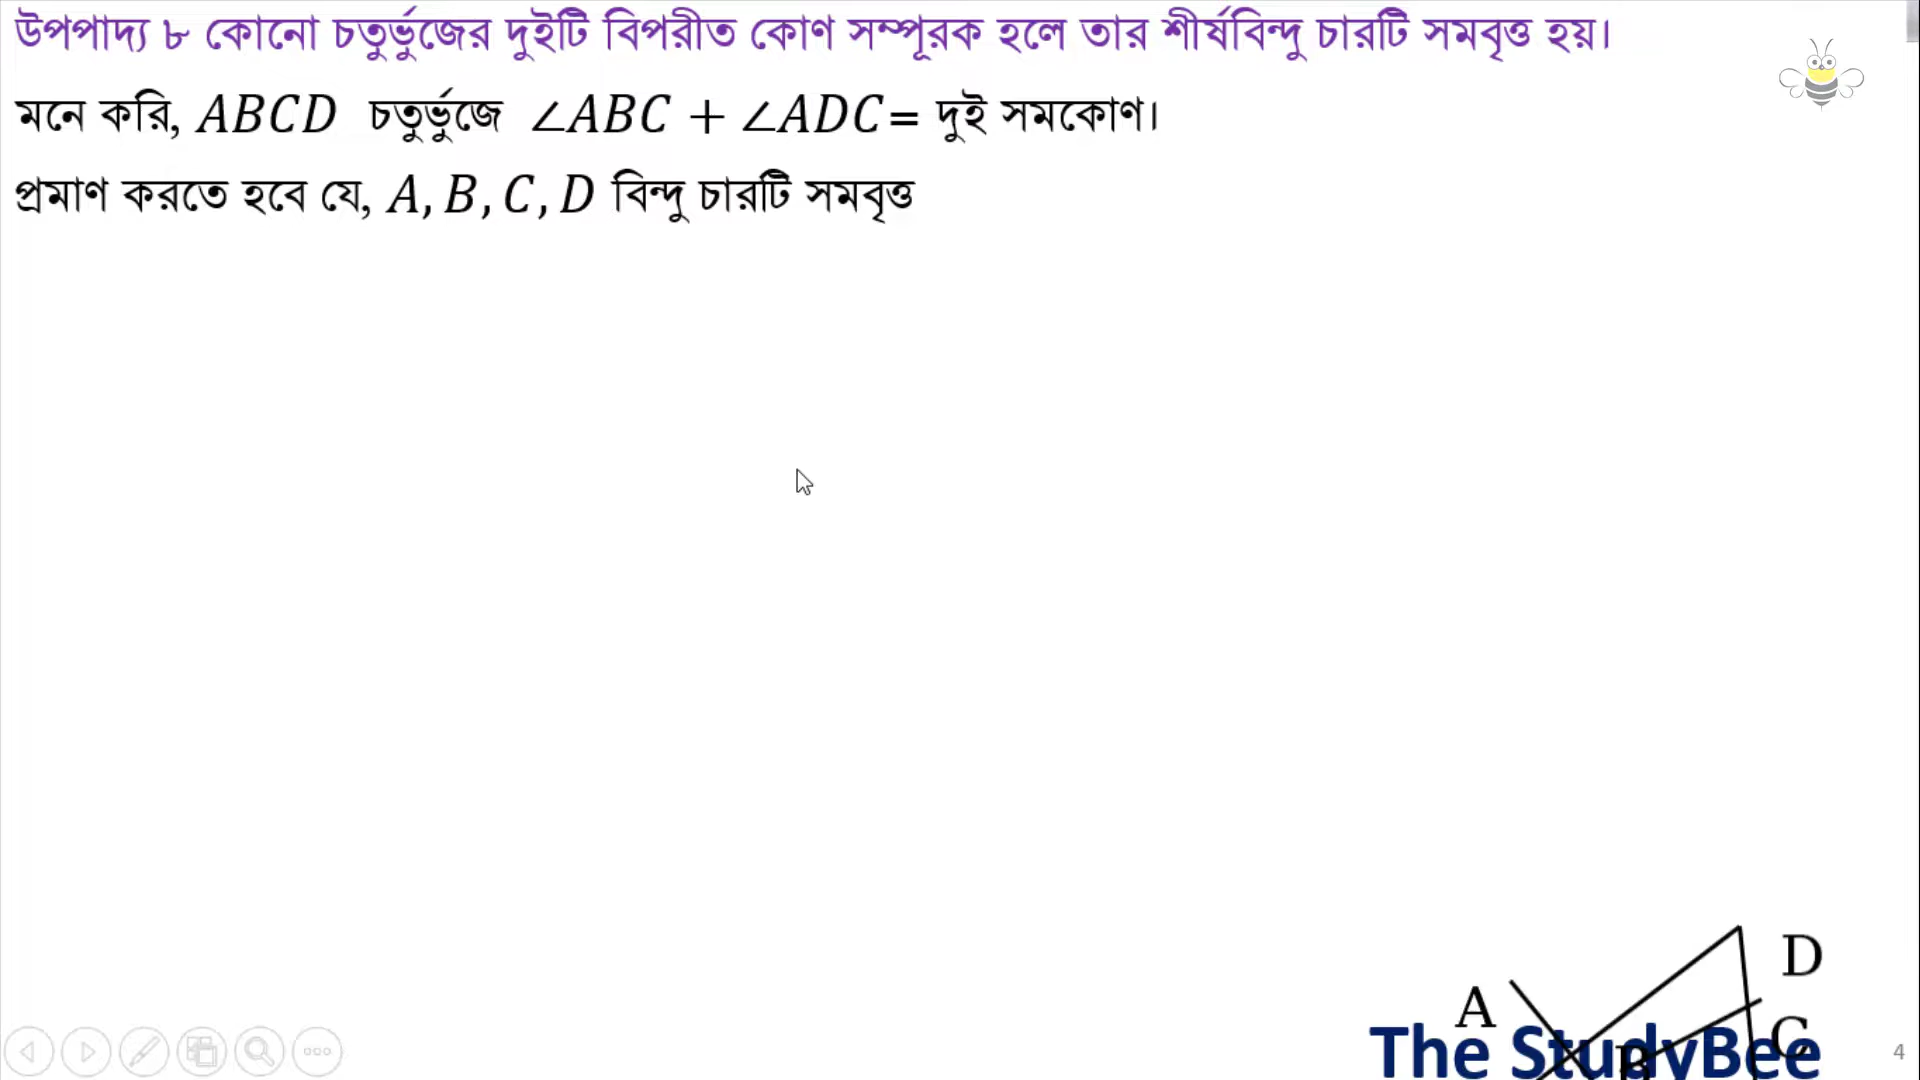 উপপাদ্য ৮ কোনো চতুর্ভুজের দুইটি বিপরীত কোণ সম্পূরক হলে তার শীর্ষবিন্দু চারটি সমবৃত্ত হয়।
মনে করি, ABCD চতুর্ভুজে ∠ABC + ∠ADC= দুই সমকোণ।
প্রমাণ করতে হবে যে, A, B, C, D বিন্দু চারটি সমবৃত্ত
D
A
C
B
The StudyBee
4